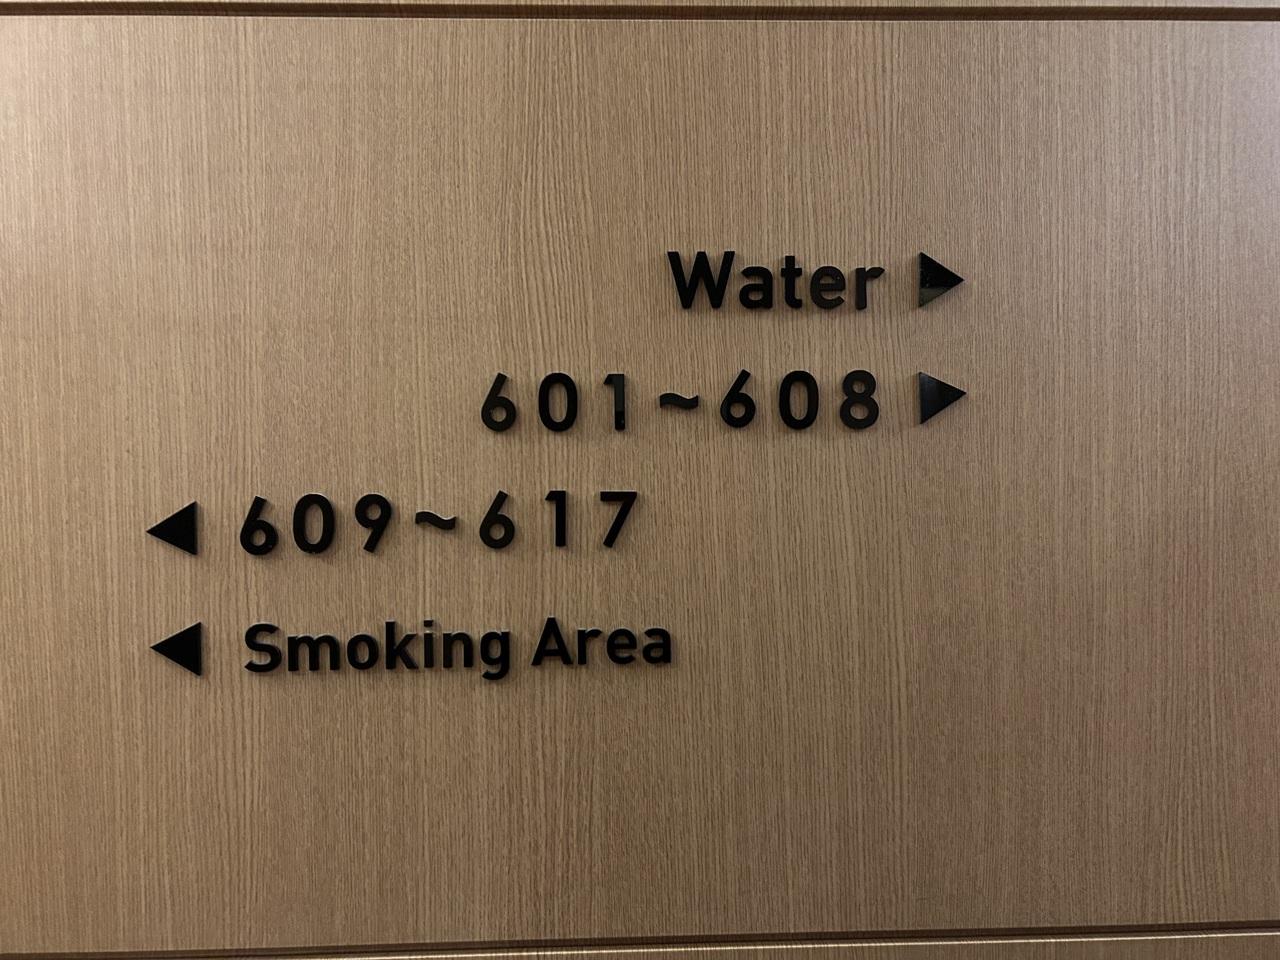 Water ▶
601~608 ▶
◀ 609~617
◀ Smoking Area